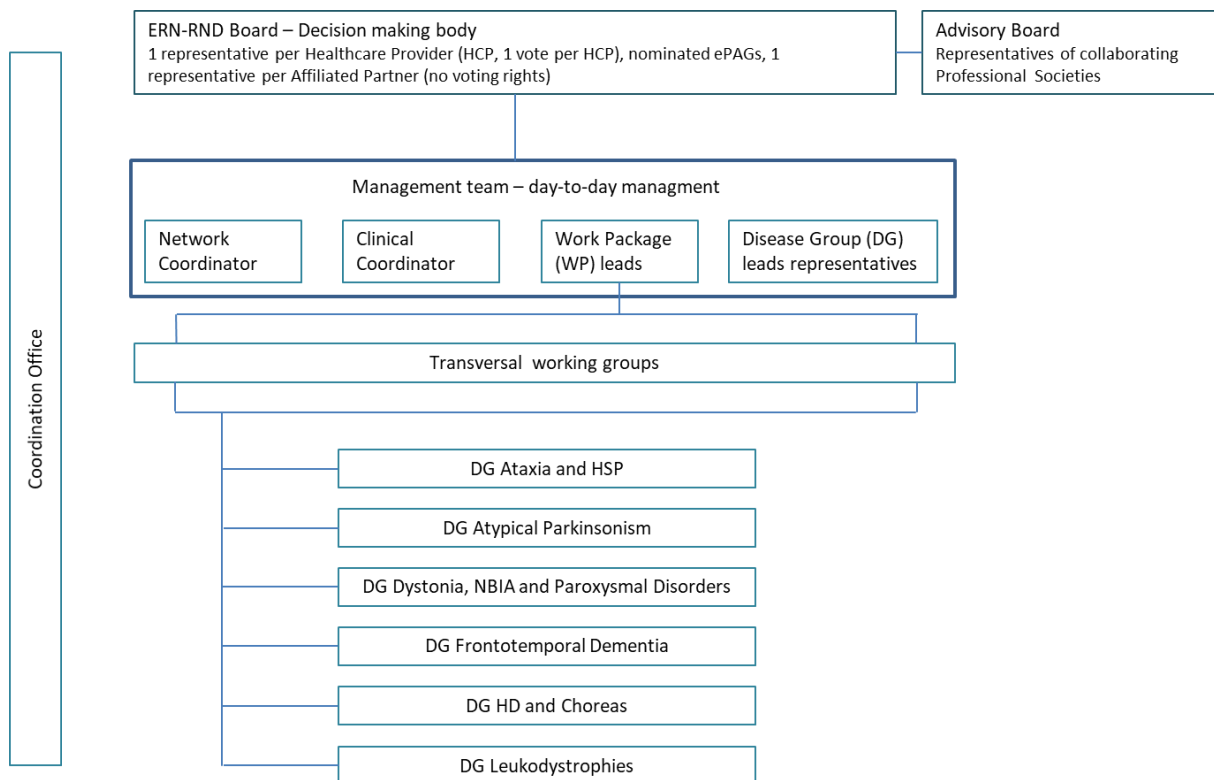 ERN-RND Board – Decision making body
1 representative per Healthcare Provider (HCP, 1 vote per HCP), nominated ePAGs, 1
representative per Affiliated Partner (no voting rights)
Advisory Board
Representatives of collaborating
Professional Societies
Coordination Office
Management team – day-to-day managment
Network
Coordinator
Clinical
Coordinator
Work Package
(WP) leads
Disease Group (DG)
leads representatives
Transversal working groups
DG Ataxia and HSP
DG Atypical Parkinsonism
DG Dystonia, NBIA and Paroxysmal Disorders
DG Frontotemporal Dementia
DG HD and Choreas
DG Leukodystrophies